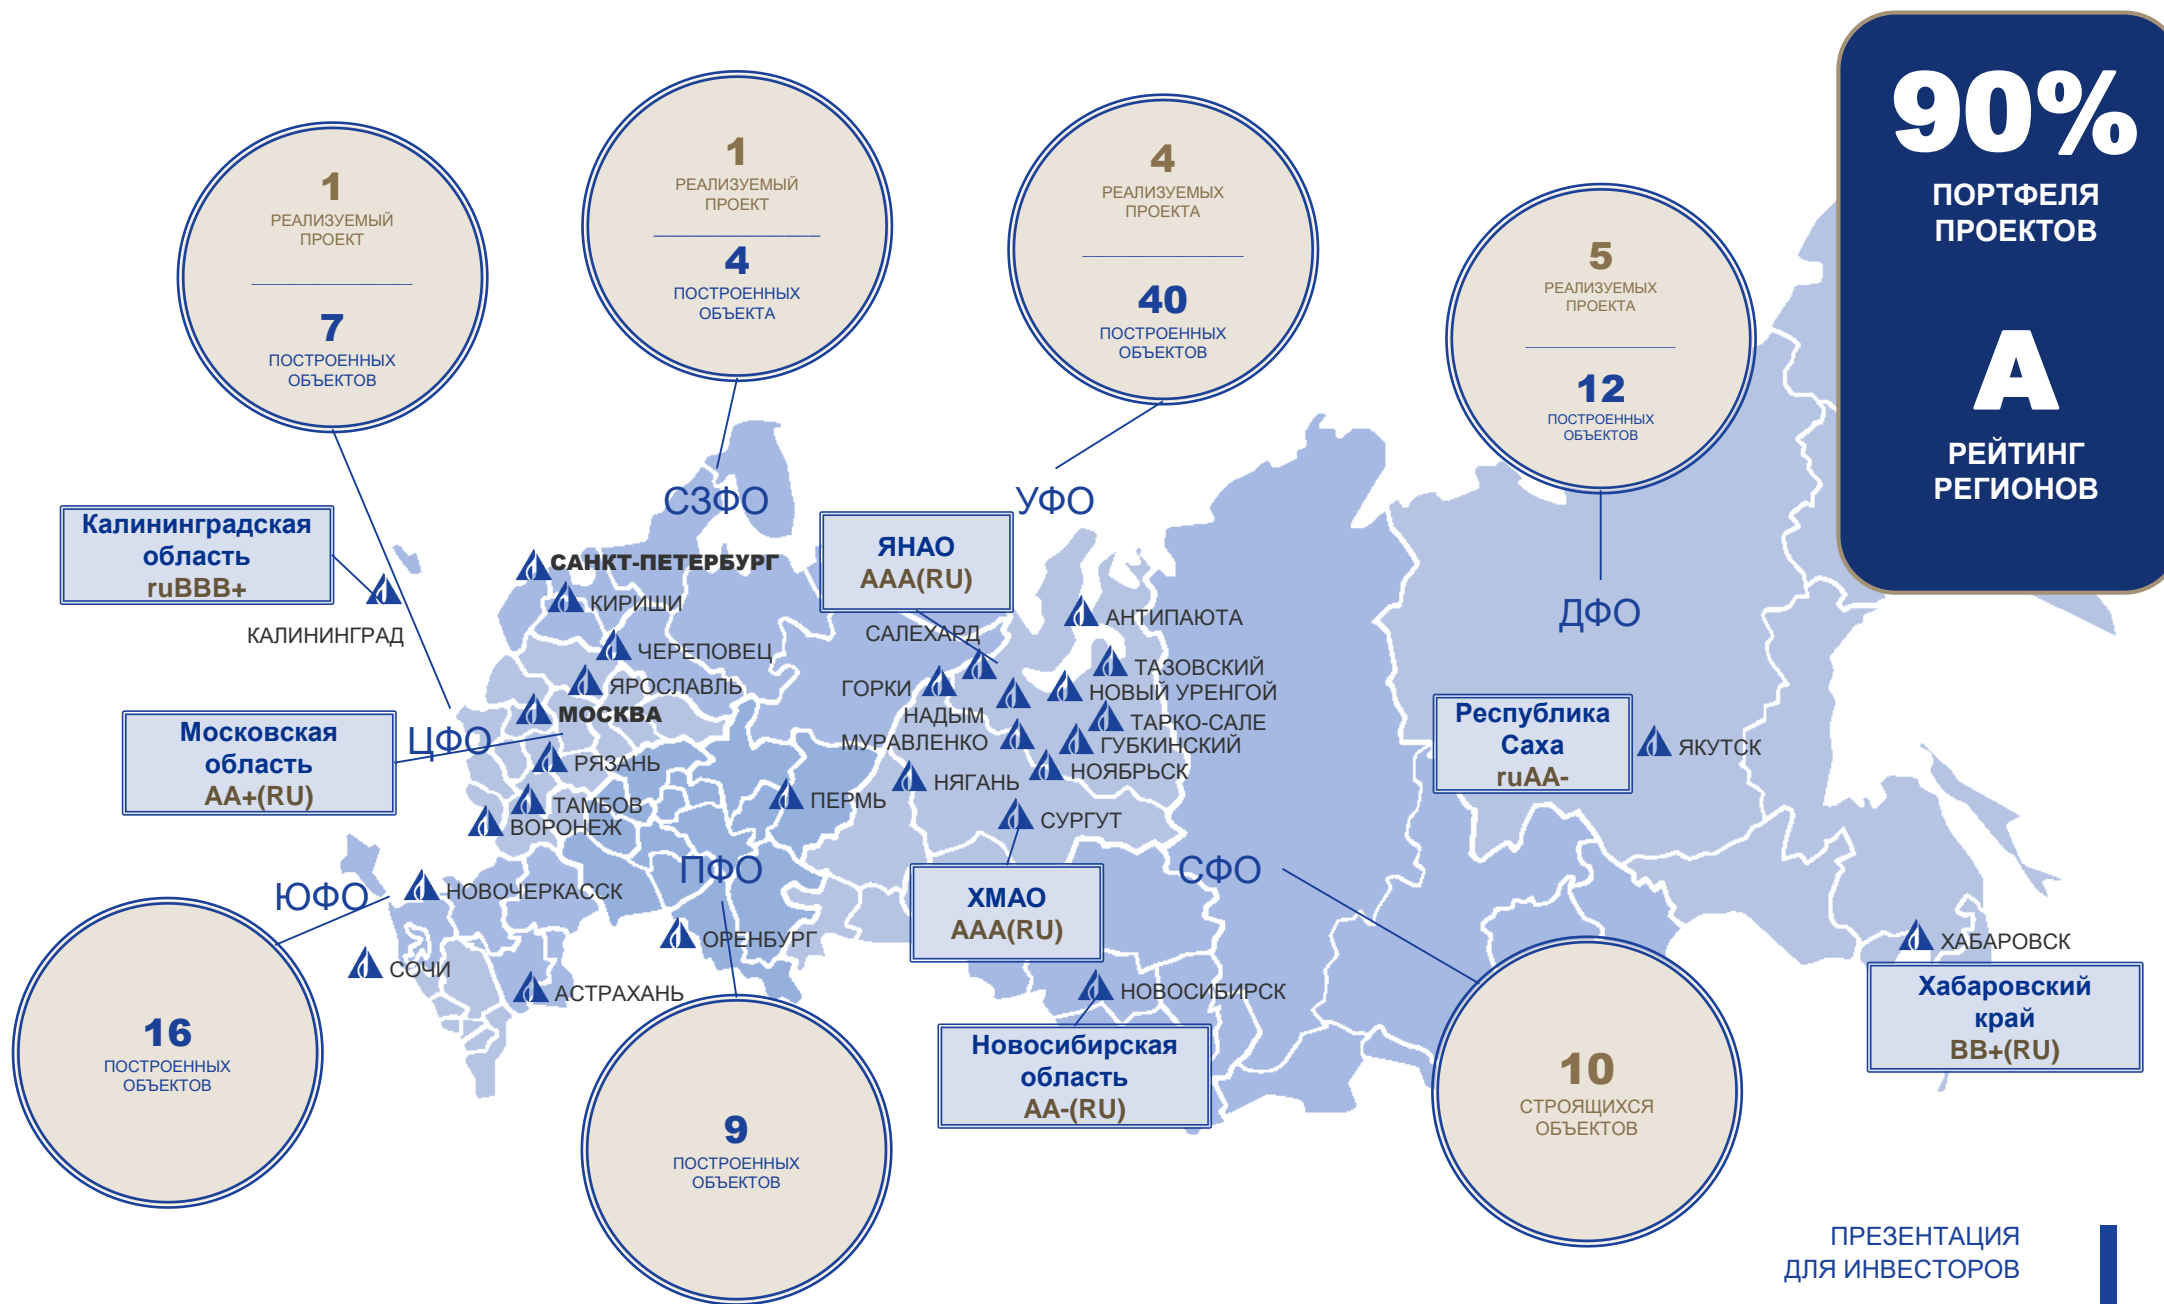 90%
ПОРТФЕЛЯ
ПРОЕКТОВ
A
РЕЙТИНГ
РЕГИОНОВ
1
РЕАЛИЗУЕМЫЙ
ПРОЕКТ
7
ПОСТРОЕННЫХ
ОБЪЕКТОВ
1
РЕАЛИЗУЕМЫЙ
ПРОЕКТ
4
ПОСТРОЕННЫХ
ОБЪЕКТА
4
РЕАЛИЗУЕМЫХ
ПРОЕКТА
40
ПОСТРОЕННЫХ
ОБЪЕКТОВ
5
РЕАЛИЗУЕМЫХ
ПРОЕКТА
12
ПОСТРОЕННЫХ
ОБЪЕКТОВ
СЗФО
УФО
ДФО
ЦФО
ПФО
СФО
ЮФО
Калининградская
область
ruBBB+
КАЛИНИНГРАД
САНКТ-ПЕТЕРБУРГ
КИРИШИ
ЧЕРЕПОВЕЦ
ЯРОСЛАВЛЬ
МОСКВА
Московская
область
AA+(RU)
РЯЗАНЬ
ТАМБОВ
ВОРОНЕЖ
ПЕРМЬ
ЯНАО
AAA(RU)
САЛЕХАРД
АНТИПАЮТА
ТАЗОВСКИЙ
ГОРКИ
НОВЫЙ УРЕНГОЙ
НАДЫМ
ТАРКО-САЛЕ
МУРАВЛЕНКО
ГУБКИНСКИЙ
НОЯБРЬСК
НЯГАНЬ
СУРГУТ
Республика
Саха
ruAA-
ЯКУТСК
ХМАО
AAA(RU)
НОВОЧЕРКАССК
ОРЕНБУРГ
СОЧИ
АСТРАХАНЬ
НОВОСИБИРСК
Новосибирская
область
AA-(RU)
ХАБАРОВСК
Хабаровский
край
BB+(RU)
16
ПОСТРОЕННЫХ
ОБЪЕКТОВ
9
ПОСТРОЕННЫХ
ОБЪЕКТОВ
10
СТРОЯЩИХСЯ
ОБЪЕКТОВ
ПРЕЗЕНТАЦИЯ
ДЛЯ ИНВЕСТОРОВ